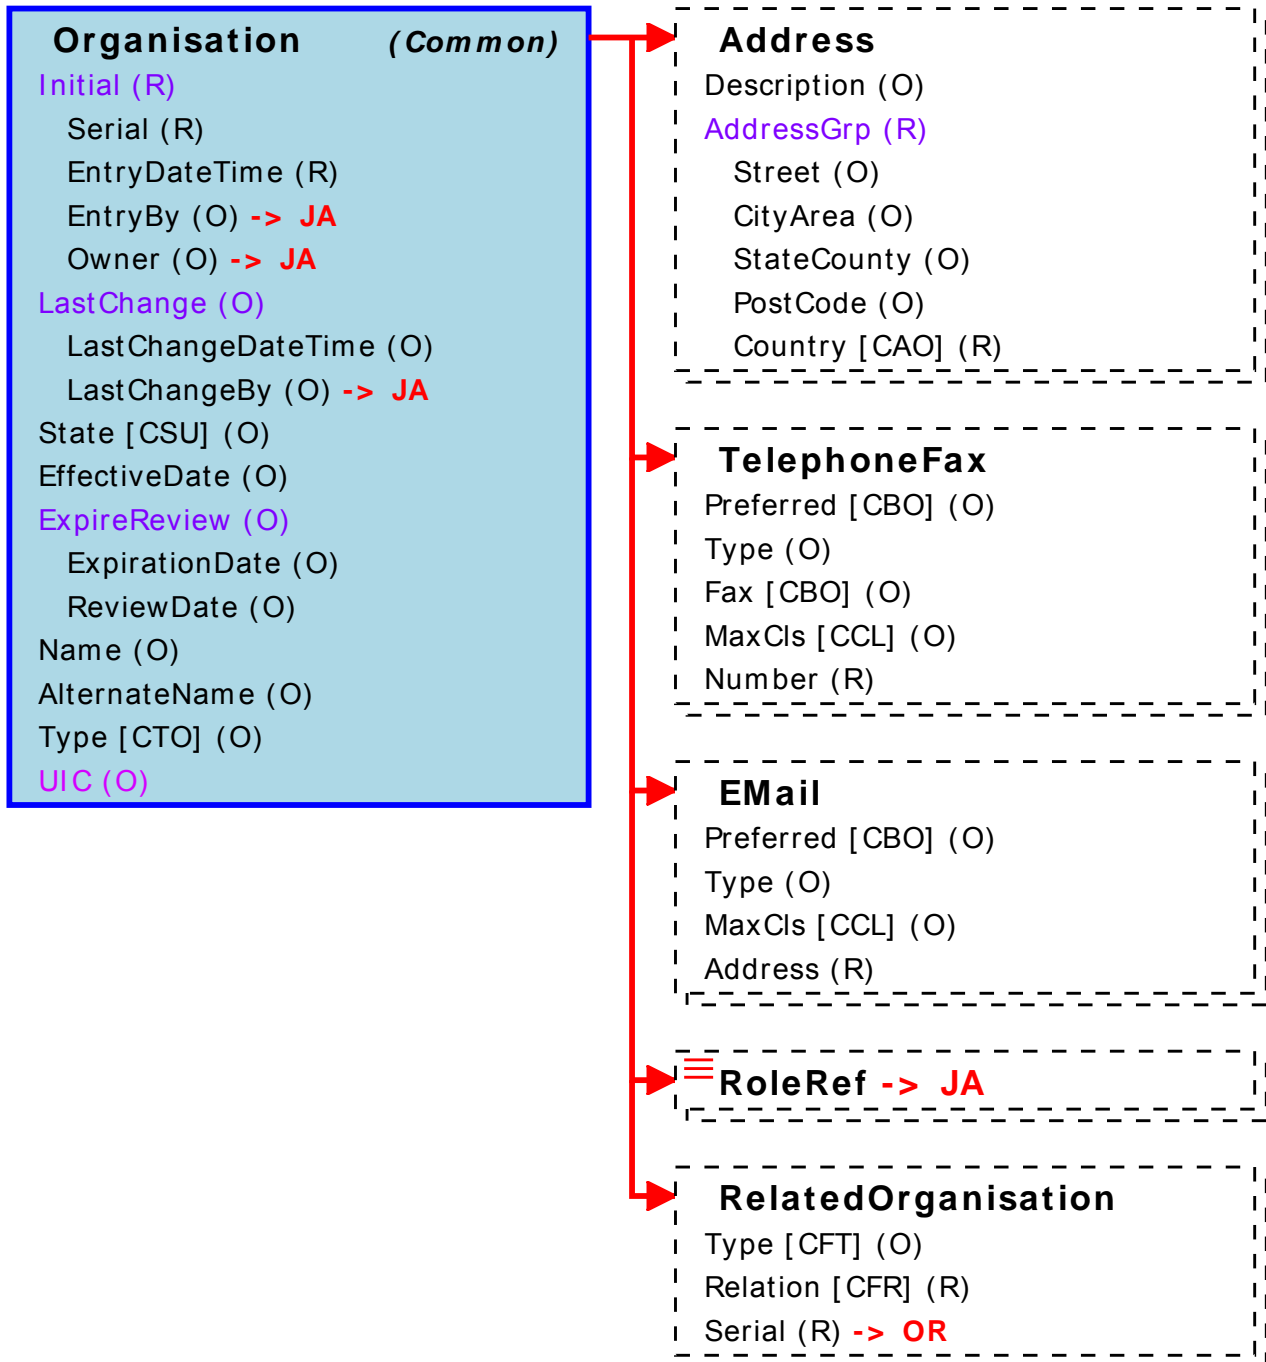 Organisation (Common)
Initial (R)
Serial (R)
EntryDateTime (R)
EntryBy (O) -> JA
Owner (O) -> JA
LastChange (O)
LastChangeDateTime (O)
LastChangeBy (O) -> JA
State [CSU] (O)
EffectiveDate (O)
ExpireReview (O)
ExpirationDate (O)
ReviewDate (O)
Name (O)
AlternateName (O)
Type [CTO] (O)
UIC (O)
Address
Description (O)
AddressGrp (R)
Street (O)
CityArea (O)
StateCounty (O)
PostCode (O)
Country [CAO] (R)
TelephoneFax
Preferred [CBO] (O)
Type (O)
Fax [CBO] (O)
MaxCls [CCL] (O)
Number (R)
EMail
Preferred [CBO] (O)
Type (O)
MaxCls [CCL] (O)
Address (R)
RoleRef -> JA
RelatedOrganisation
Type [CFT] (O)
Relation [CFR] (R)
Serial (R) -> OR